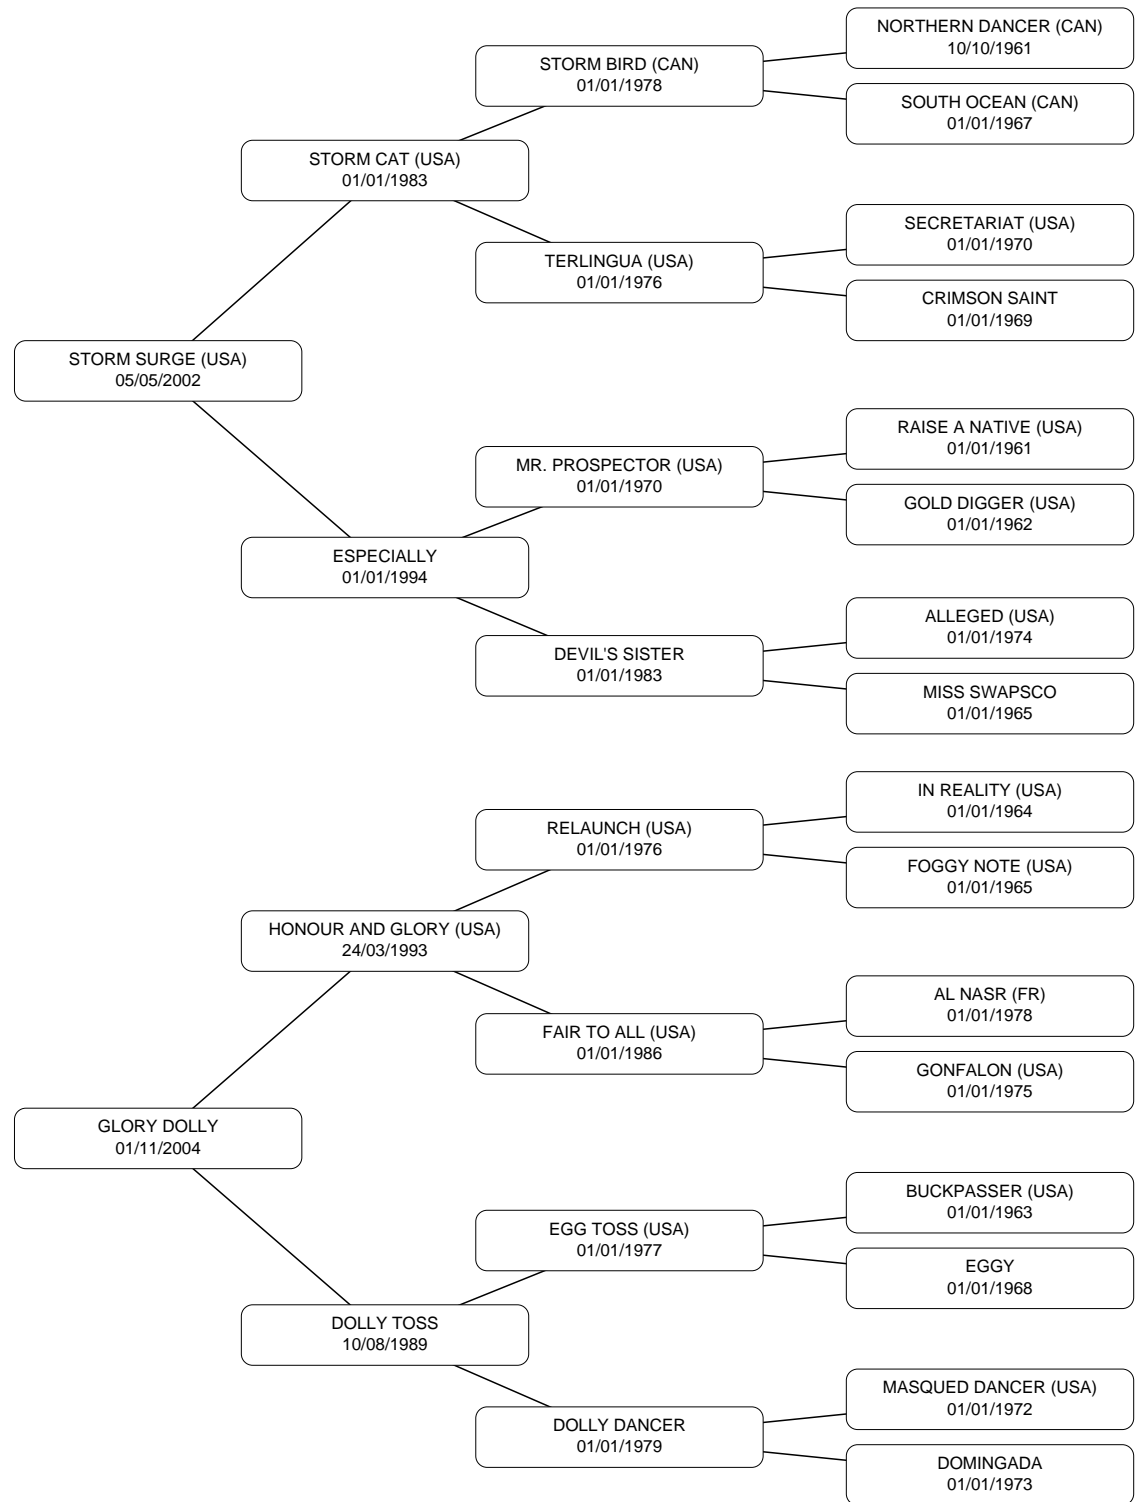 NORTHERN DANCER (CAN)
10/10/1961
STORM BIRD (CAN)
01/01/1978
SOUTH OCEAN (CAN)
01/01/1967
STORM CAT (USA)
01/01/1983
SECRETARIAT (USA)
01/01/1970
TERLINGUA (USA)
01/01/1976
CRIMSON SAINT
01/01/1969
STORM SURGE (USA)
05/05/2002
RAISE A NATIVE (USA)
01/01/1961
MR. PROSPECTOR (USA)
01/01/1970
GOLD DIGGER (USA)
01/01/1962
ESPECIALLY
01/01/1994
ALLEGED (USA)
01/01/1974
DEVIL'S SISTER
01/01/1983
MISS SWAPSCO
01/01/1965
IN REALITY (USA)
01/01/1964
RELAUNCH (USA)
01/01/1976
FOGGY NOTE (USA)
01/01/1965
HONOUR AND GLORY (USA)
24/03/1993
AL NASR (FR)
01/01/1978
FAIR TO ALL (USA)
01/01/1986
GONFALON (USA)
01/01/1975
GLORY DOLLY
01/11/2004
BUCKPASSER (USA)
01/01/1963
EGG TOSS (USA)
01/01/1977
EGGY
01/01/1968
DOLLY TOSS
10/08/1989
MASQUED DANCER (USA)
01/01/1972
DOLLY DANCER
01/01/1979
DOMINGADA
01/01/1973